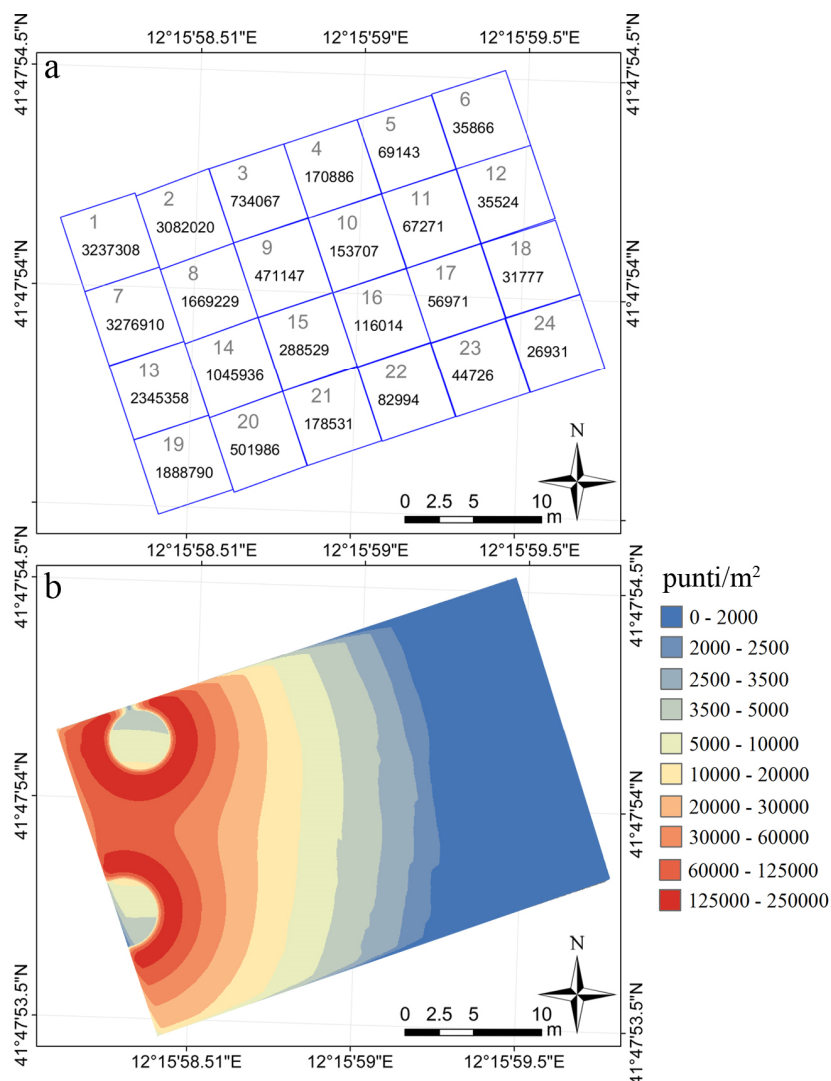 12°15'58.51"E 12°15'59"E 12°15'59.5"E
a
41°47'54.5"N
41°47'54.5"N
6
35866
5
69143
4
170886
3
734067
2
3082020
1
3237308
12
35524
11
67271
10
153707
9
471147
8
1669229
7
3276910
41°47'54"N
41°47'54"N
18
31777
17
56971
16
116014
15
288529
14
1045936
13
2345358
24
26931
23
44726
22
82994
21
178531
20
501986
19
1888790
N
0 2.5 5 10
m
12°15'58.51"E 12°15'59"E 12°15'59.5"E
b
41°47'54.5"N
41°47'54.5"N
41°47'54"N
41°47'54"N
41°47'53.5"N
41°47'53.5"N
N
0 2.5 5 10
m
12°15'58.51"E 12°15'59"E 12°15'59.5"E
punti/m²
0 - 2000
2000 - 2500
2500 - 3500
3500 - 5000
5000 - 10000
10000 - 20000
20000 - 30000
30000 - 60000
60000 - 125000
125000 - 250000